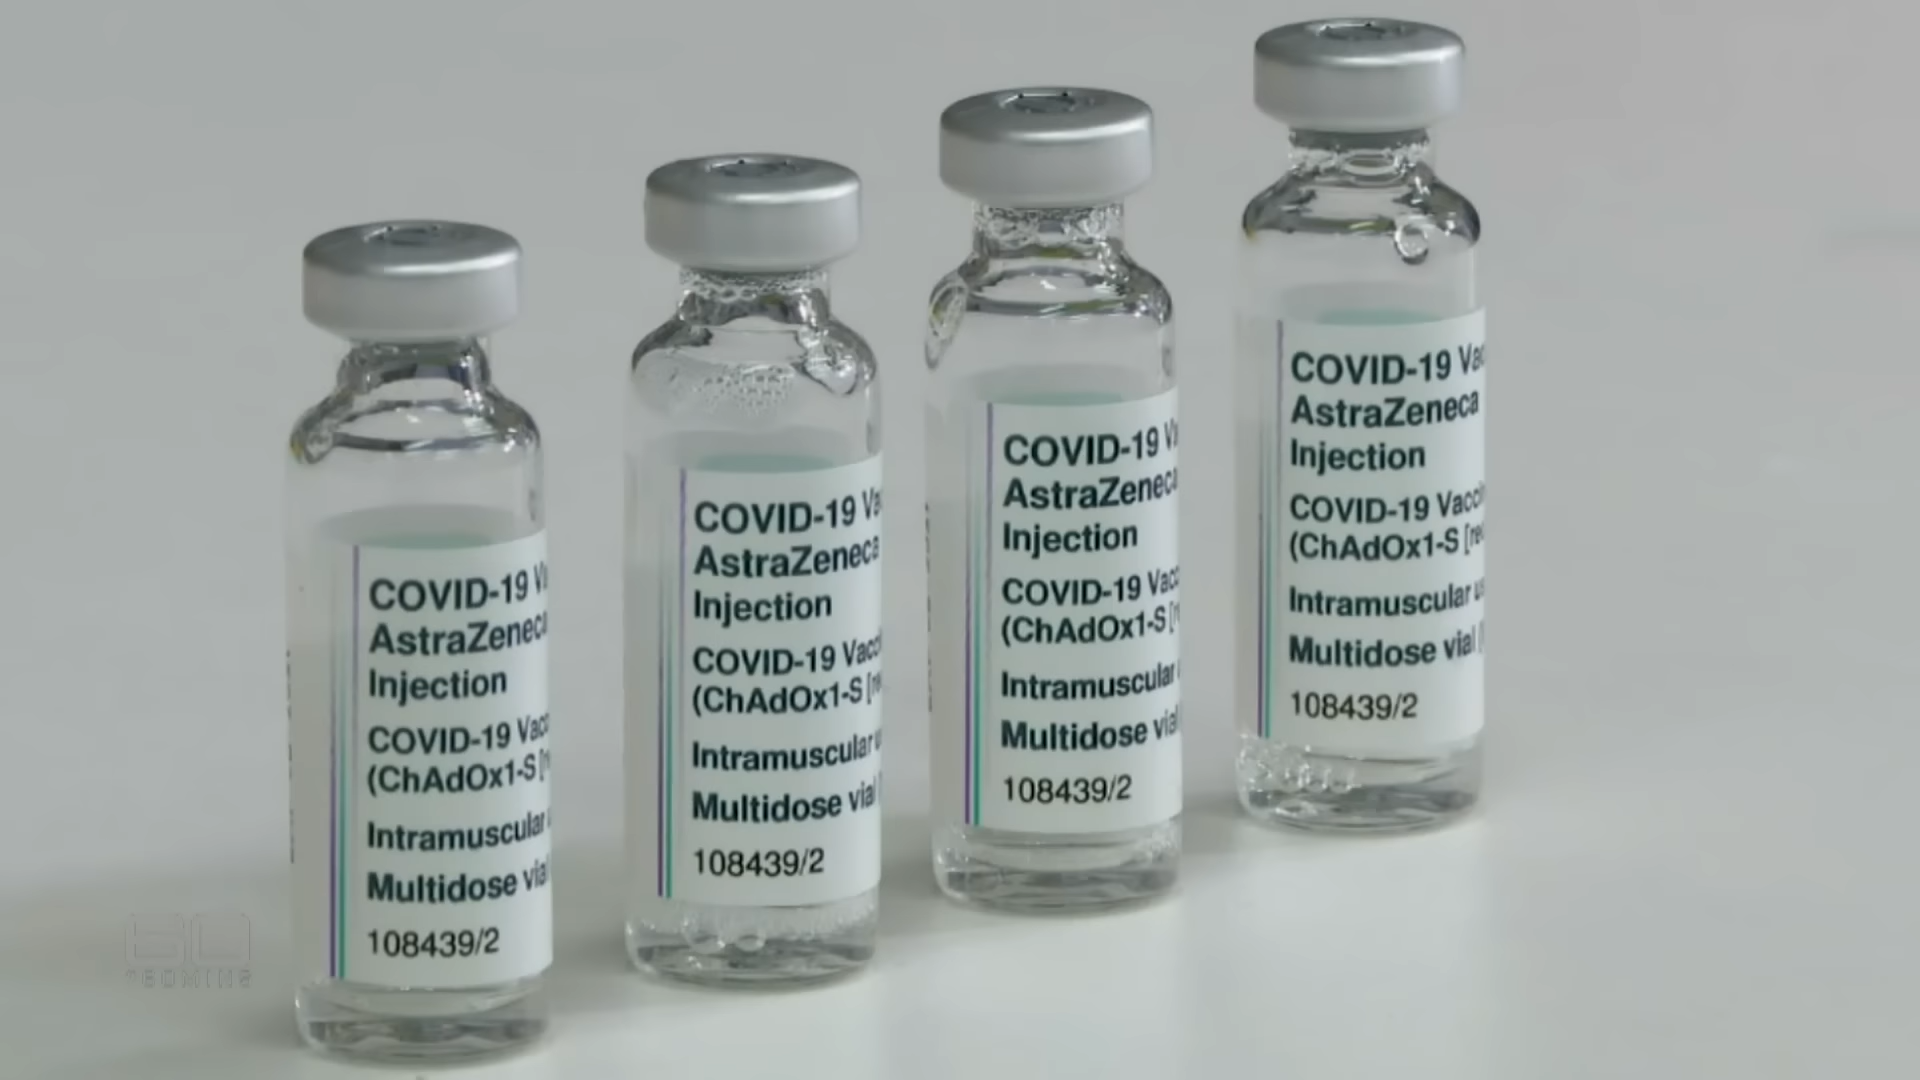 COVID-19
AstraZeneca
Injection
COVID-19
(ChAdOx1-S
Intramuscular
Multidose vial
108439/2
COVID-19
AstraZeneca
Injection
COVID-19
(ChAdOx1-S
Intramuscular
Multidose vial
108439/2
COVID-19
AstraZeneca
Injection
COVID-19
(ChAdOx1-S
Intramuscular
Multidose vial
108439/2
COVID-19
AstraZeneca
Injection
COVID-19
(ChAdOx1-S
Intramuscular
Multidose vial
108439/2
60
#60MINS